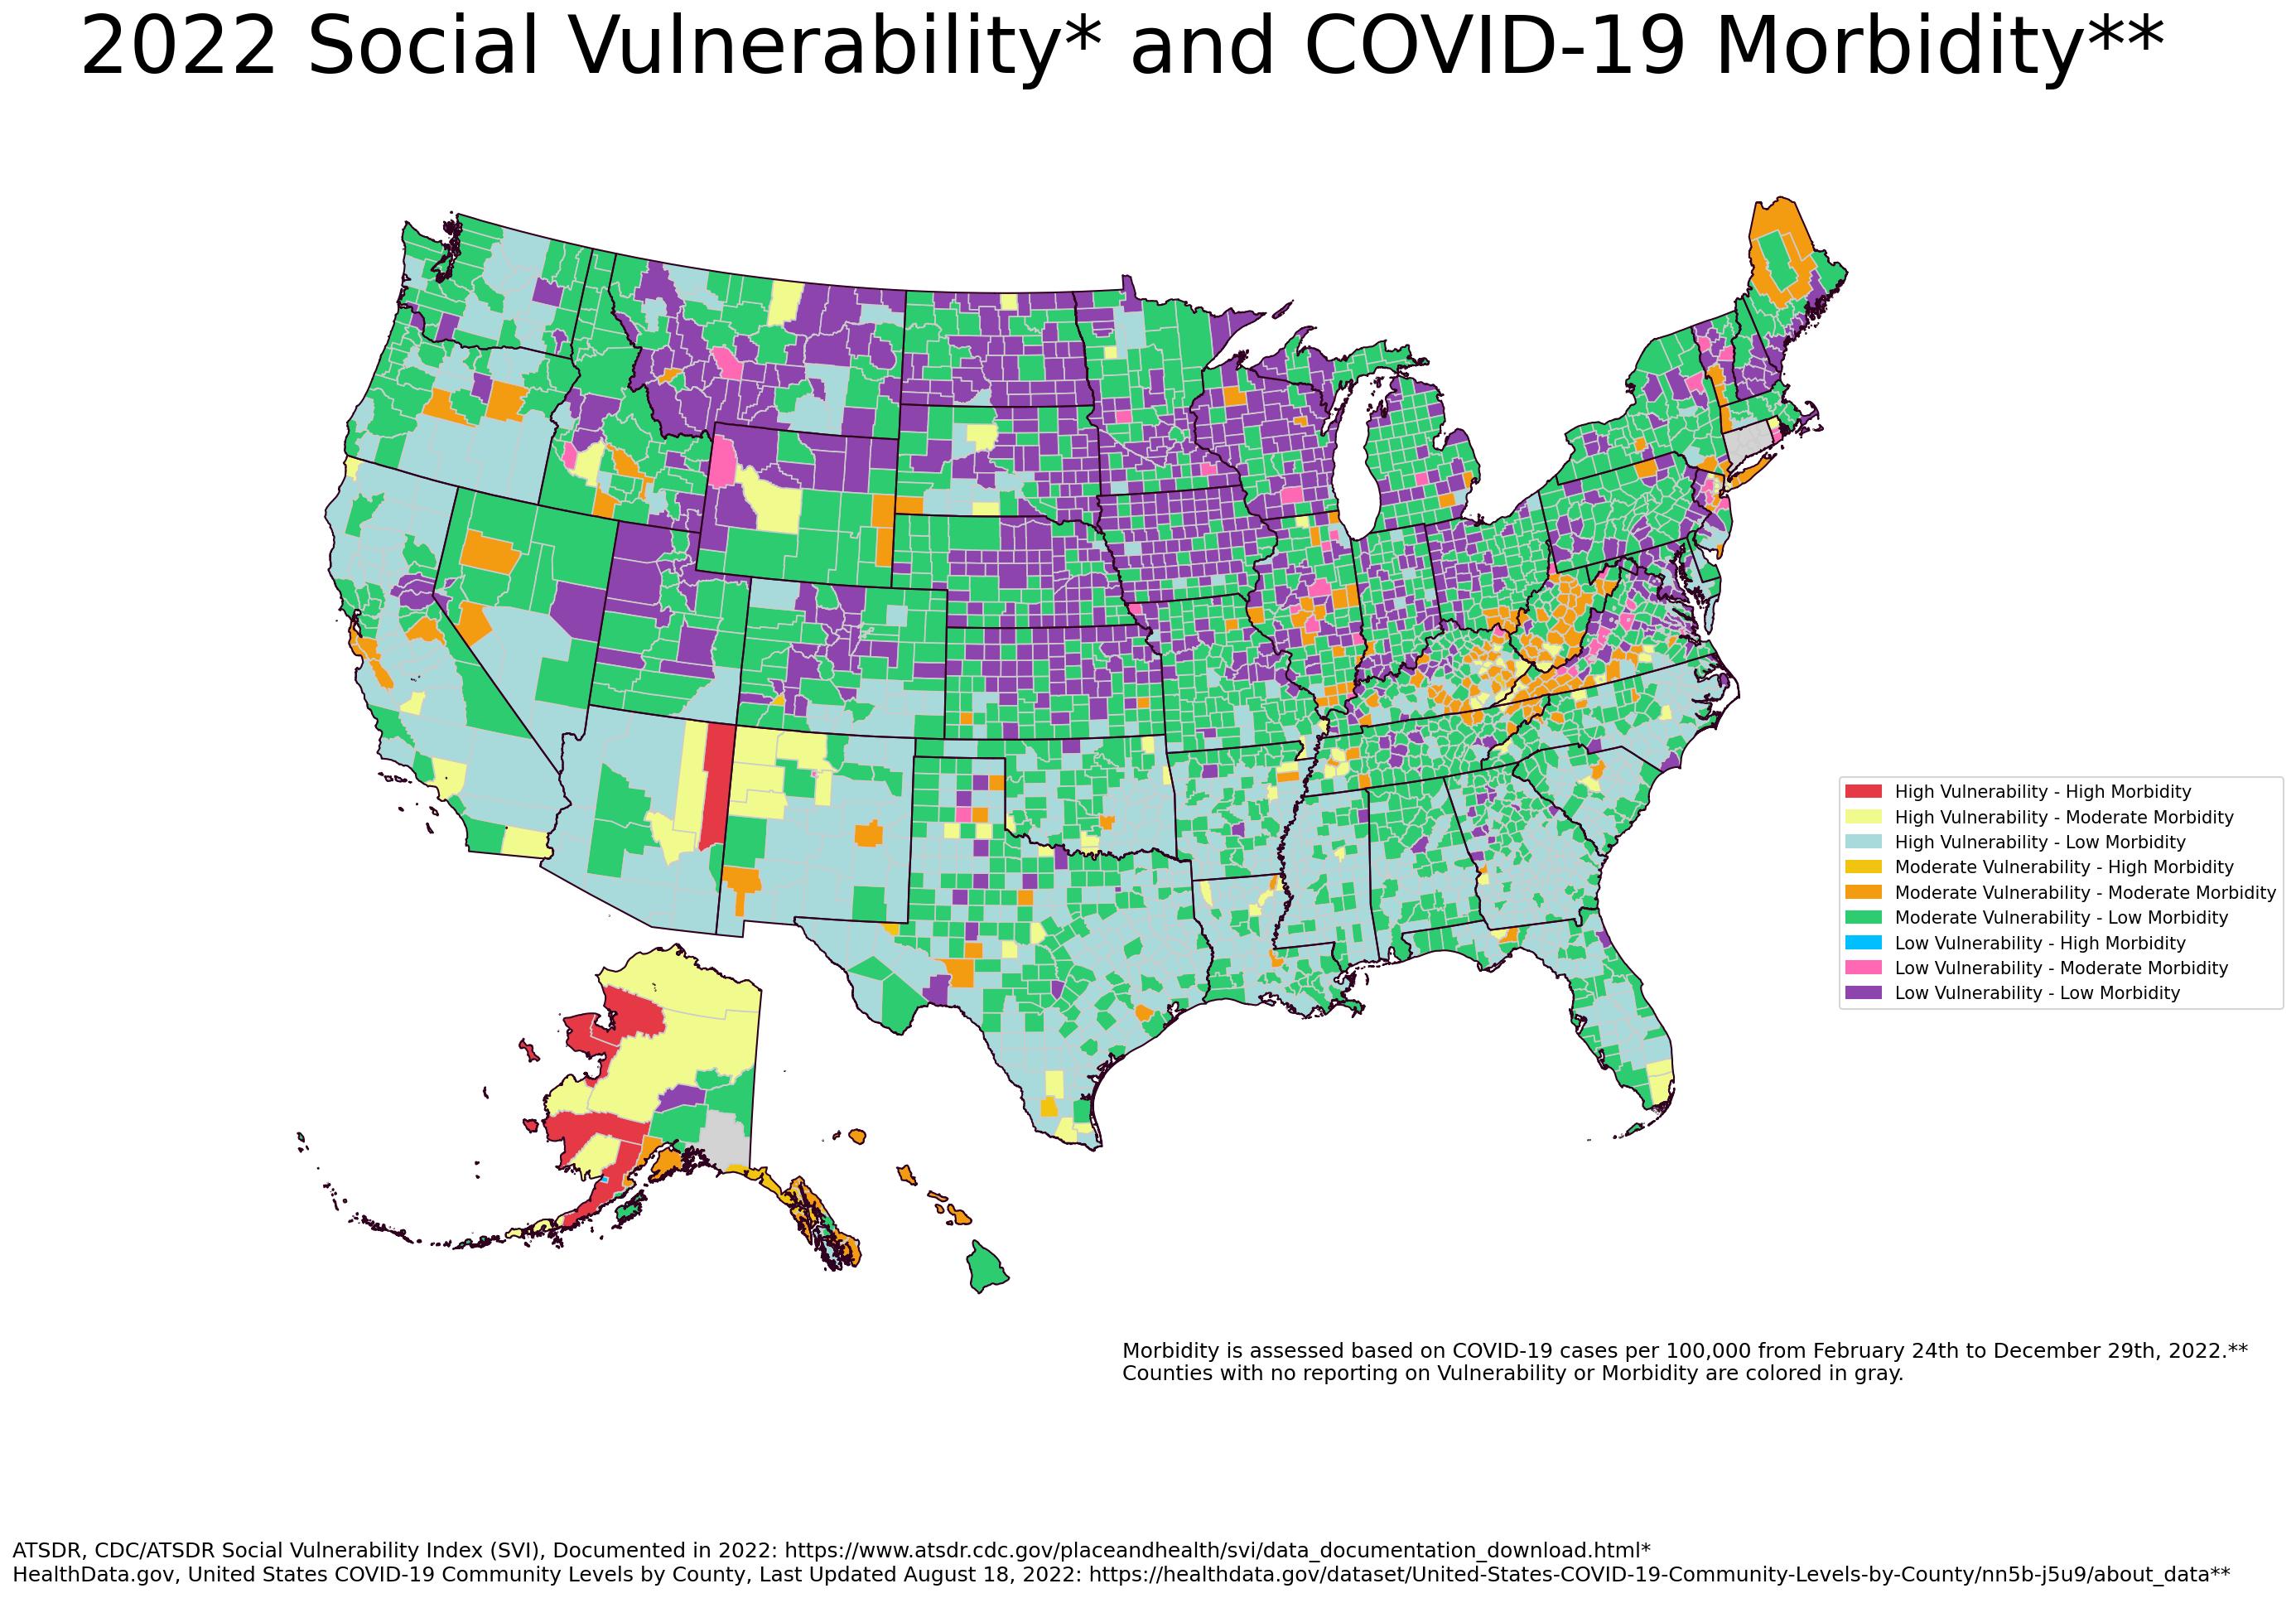 2022 Social Vulnerability* and COVID-19 Morbidity**
High Vulnerability - High Morbidity
High Vulnerability - Moderate Morbidity
High Vulnerability - Low Morbidity
Moderate Vulnerability - High Morbidity
Moderate Vulnerability - Moderate Morbidity
Moderate Vulnerability - Low Morbidity
Low Vulnerability - High Morbidity
Low Vulnerability - Moderate Morbidity
Low Vulnerability - Low Morbidity
Morbidity is assessed based on COVID-19 cases per 100,000 from February 24th to December 29th, 2022.**
Counties with no reporting on Vulnerability or Morbidity are colored in gray.
ATSDR, CDC/ATSDR Social Vulnerability Index (SVI), Documented in 2022: https://www.atsdr.cdc.gov/placeandhealth/svi/data_documentation_download.html*
HealthData.gov, United States COVID-19 Community Levels by County, Last Updated August 18, 2022: https://healthdata.gov/dataset/United-States-COVID-19-Community-Levels-by-County/nn5b-j5u9/about_data**